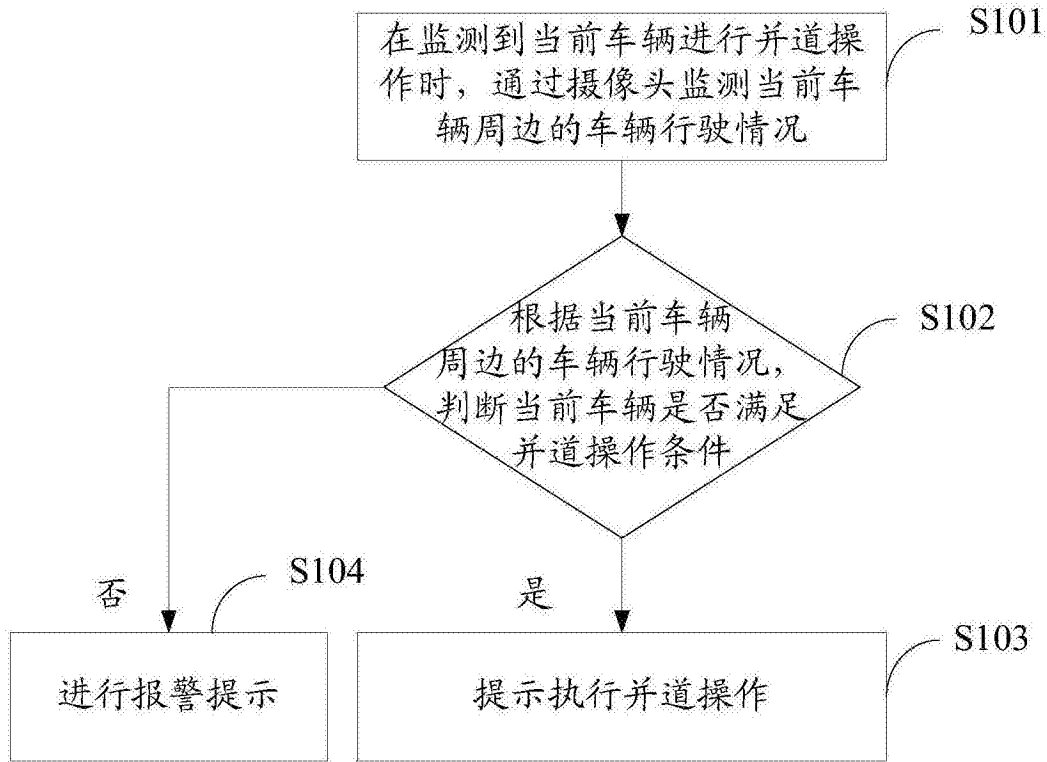 S101
在监测到当前车辆进行并道操
作时，通过摄像头监测当前车
辆周边的车辆行驶情况
S102
根据当前车辆
周边的车辆行驶情况，
判断当前车辆是否满足
并道操作条件
S104
否
是
S103
进行报警提示
提示执行并道操作